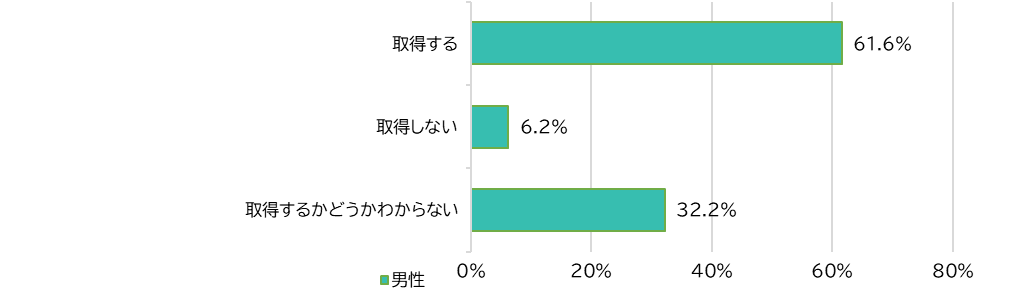 取得する 61.6%
取得しない 6.2%
取得するかどうかわからない 32.2%
0% 20% 40% 60% 80%
男性